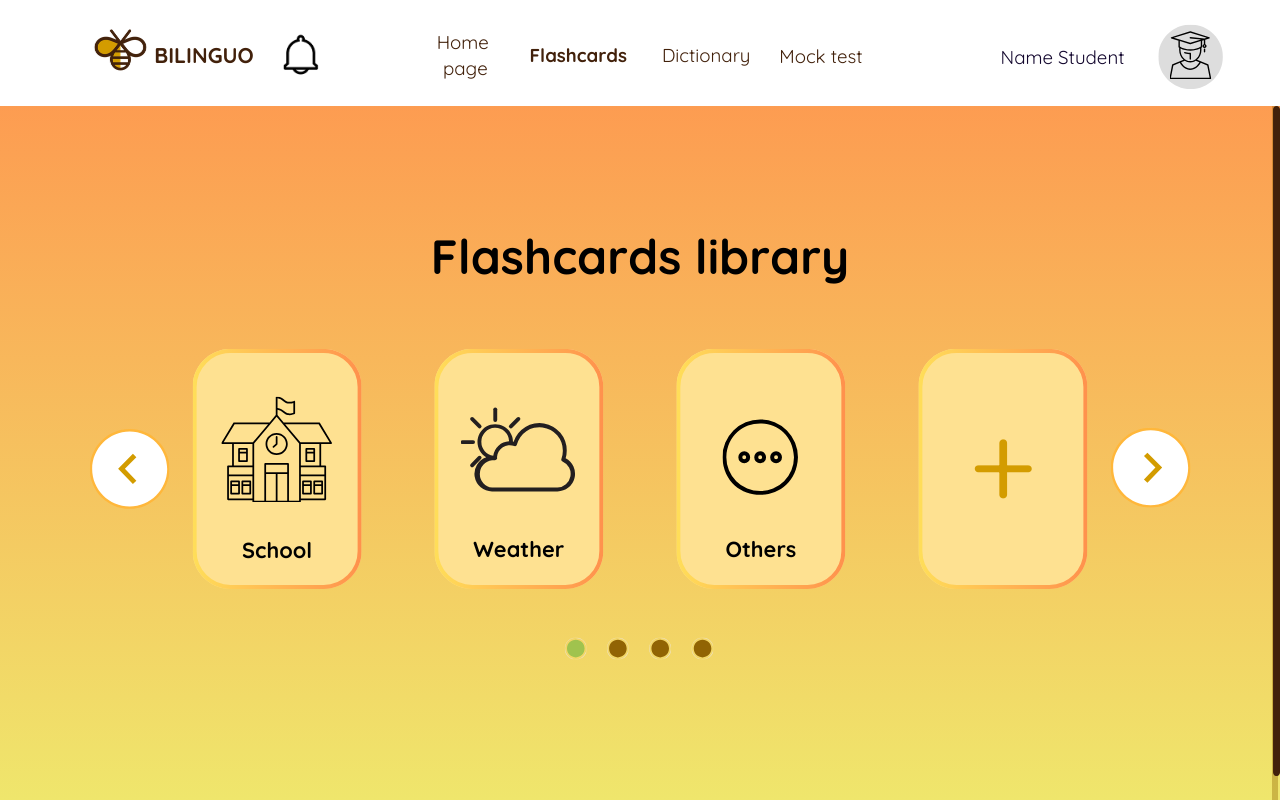 BILINGUO
Home
page
Flashcards
Dictionary
Mock test
Name Student
Flashcards library
School
Weather
Others